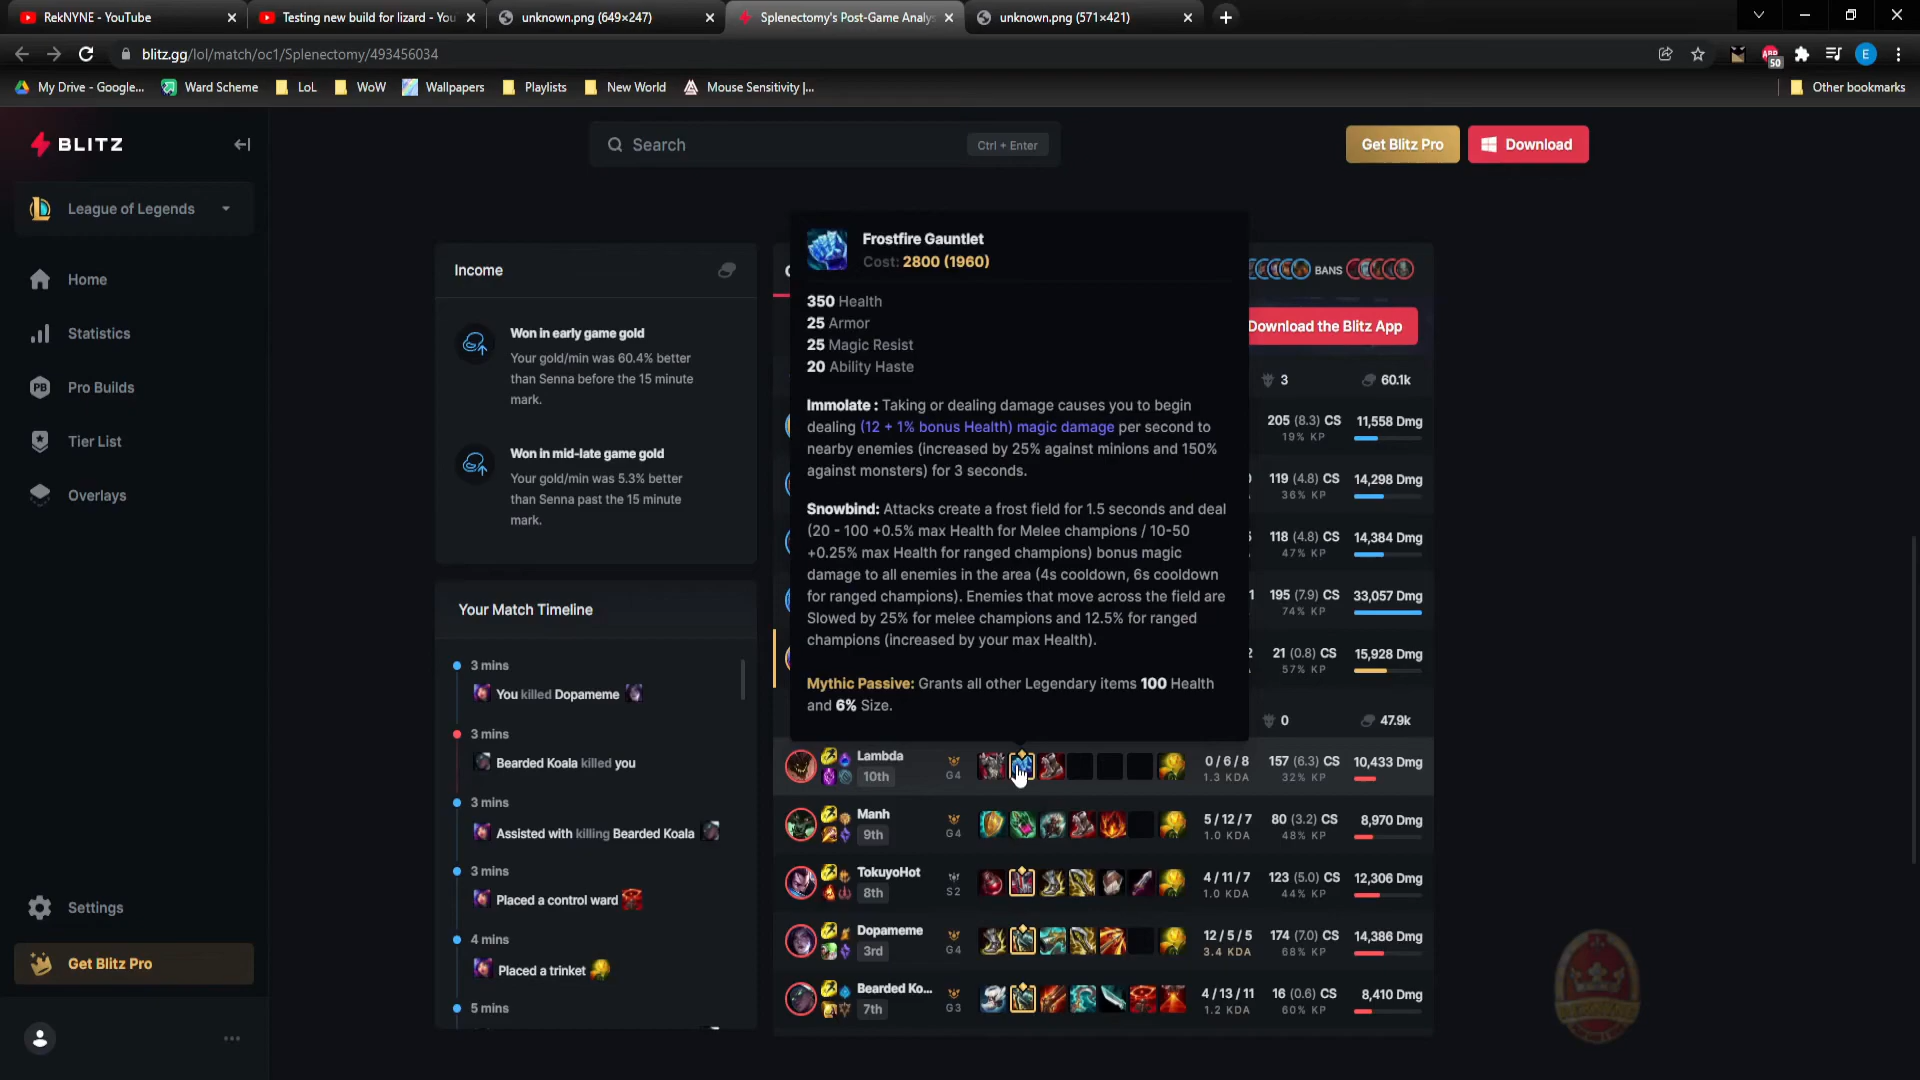 RekNYNE - YouTube
Testing new build for lizard - You
unknown.png (649×247)
Splenectomy's Post-Game Analys
unknown.png (571×421)
blitz.gg/lol/match/oc1/Splenectomy/493456034
50
E
My Drive - Google...
Ward Scheme
LoL
WoW
Wallpapers
Playlists
New World
Mouse Sensitivity |...
Other bookmarks
BLITZ
Search
Ctrl + Enter
Get Blitz Pro
Download
League of Legends
Home
Statistics
PB
Pro Builds
Tier List
Overlays
Settings
Get Blitz Pro
Income
Won in early game gold
Your gold/min was 60.4% better
than Senna before the 15 minute
mark.
Won in mid-late game gold
Your gold/min was 5.3% better
than Senna past the 15 minute
mark.
Your Match Timeline
3 mins
You killed Dopameme
3 mins
Bearded Koala killed you
3 mins
Assisted with killing Bearded Koala
3 mins
Placed a control ward
4 mins
Placed a trinket
5 mins
Frostfire Gauntlet
Cost: 2800 (1960)
350 Health
25 Armor
25 Magic Resist
20 Ability Haste
Immolate : Taking or dealing damage causes you to begin
dealing (12 + 1% bonus Health) magic damage per second to
nearby enemies (increased by 25% against minions and 150%
against monsters) for 3 seconds.
Snowbind: Attacks create a frost field for 1.5 seconds and deal
(20 - 100 +0.5% max Health for Melee champions / 10-50
+0.25% max Health for ranged champions) bonus magic
damage to all enemies in the area (4s cooldown, 6s cooldown
for ranged champions). Enemies that move across the field are
Slowed by 25% for melee champions and 12.5% for ranged
champions (increased by your max Health).
Mythic Passive: Grants all other Legendary items 100 Health
and 6% Size.
BANS
Download the Blitz App
3 60.1k
205 (8.3) CS 11,558 Dmg
19% KP
119 (4.8) CS 14,298 Dmg
36% KP
118 (4.8) CS 14,384 Dmg
47% KP
195 (7.9) CS 33,057 Dmg
74% KP
21 (0.8) CS 15,928 Dmg
57% KP
0 47.9k
Lambda
10th G4
0 / 6 / 8 157 (6.3) CS 10,433 Dmg
1.3 KDA 32% KP
Manh
9th G4
5 / 12 / 7 80 (3.2) CS 8,970 Dmg
1.0 KDA 48% KP
TokuyoHot
8th S2
4 / 11 / 7 123 (5.0) CS 12,306 Dmg
1.0 KDA 44% KP
Dopameme
3rd G4
12 / 5 / 5 174 (7.0) CS 14,386 Dmg
3.4 KDA 68% KP
Bearded Ko...
7th G3
4 / 13 / 11 16 (0.6) CS 8,410 Dmg
1.2 KDA 60% KP